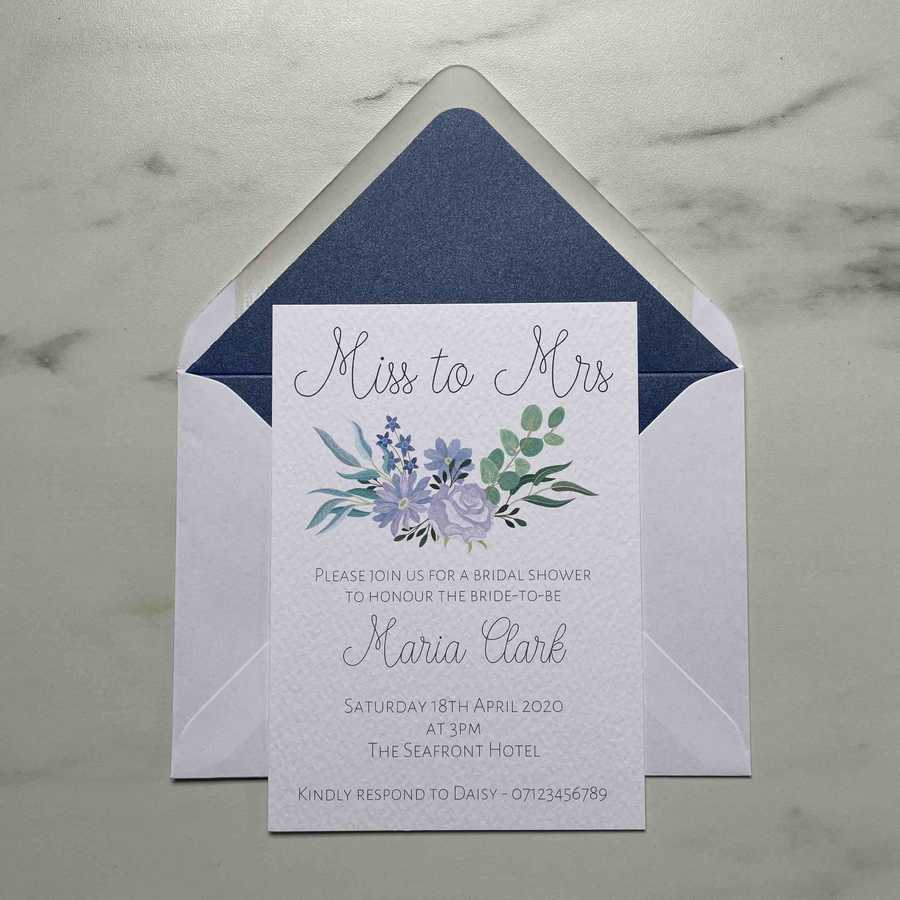 Miss to Mrs
Please join us for a bridal shower
to honour the bride-to-be
Maria Clark
Saturday 18th April 2020
at 3pm
The Seafront Hotel
Kindly respond to Daisy - 07123456789